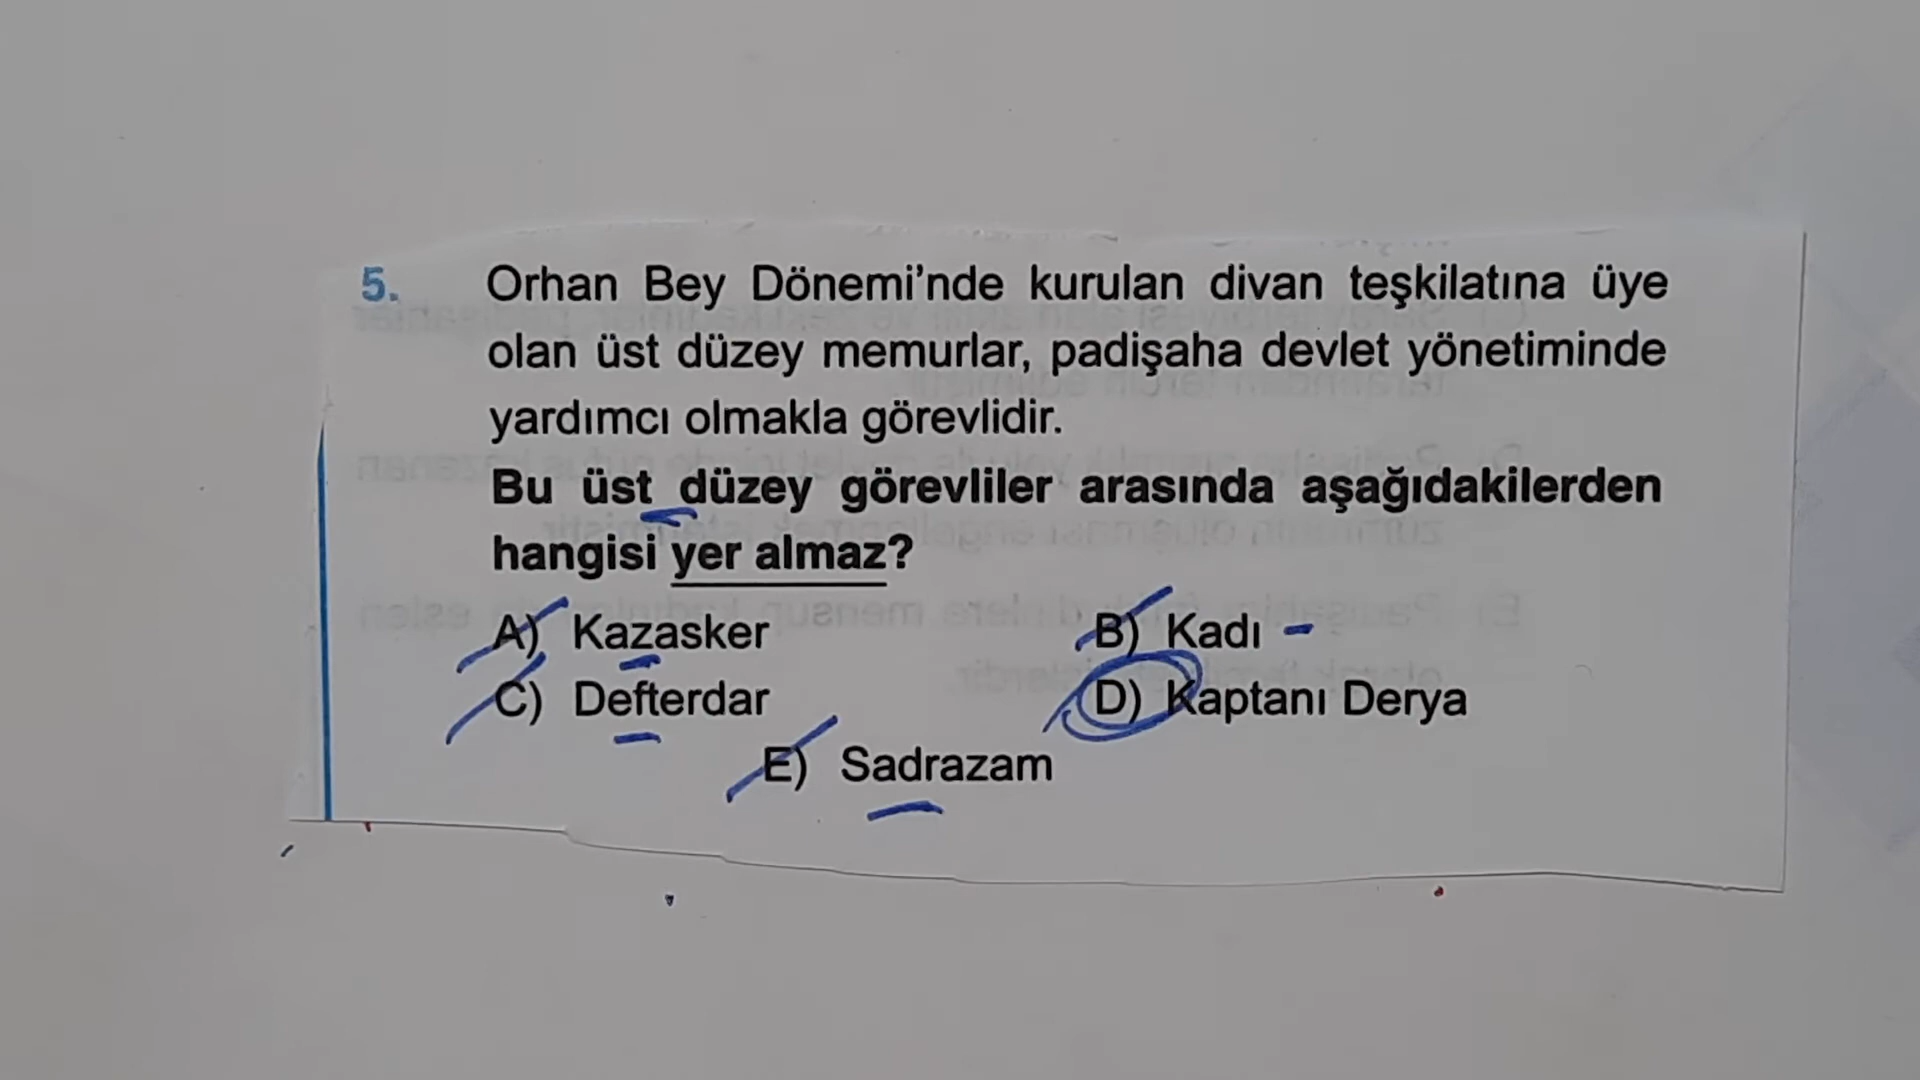 5. Orhan Bey Dönemi'nde kurulan divan teşkilatına üye
olan üst düzey memurlar, padişaha devlet yönetiminde
yardımcı olmakla görevlidir.
Bu üst düzey görevliler arasında aşağıdakilerden
hangisi yer almaz?
A) Kazasker B) Kadı
C) Defterdar D) Kaptanı Derya
E) Sadrazam